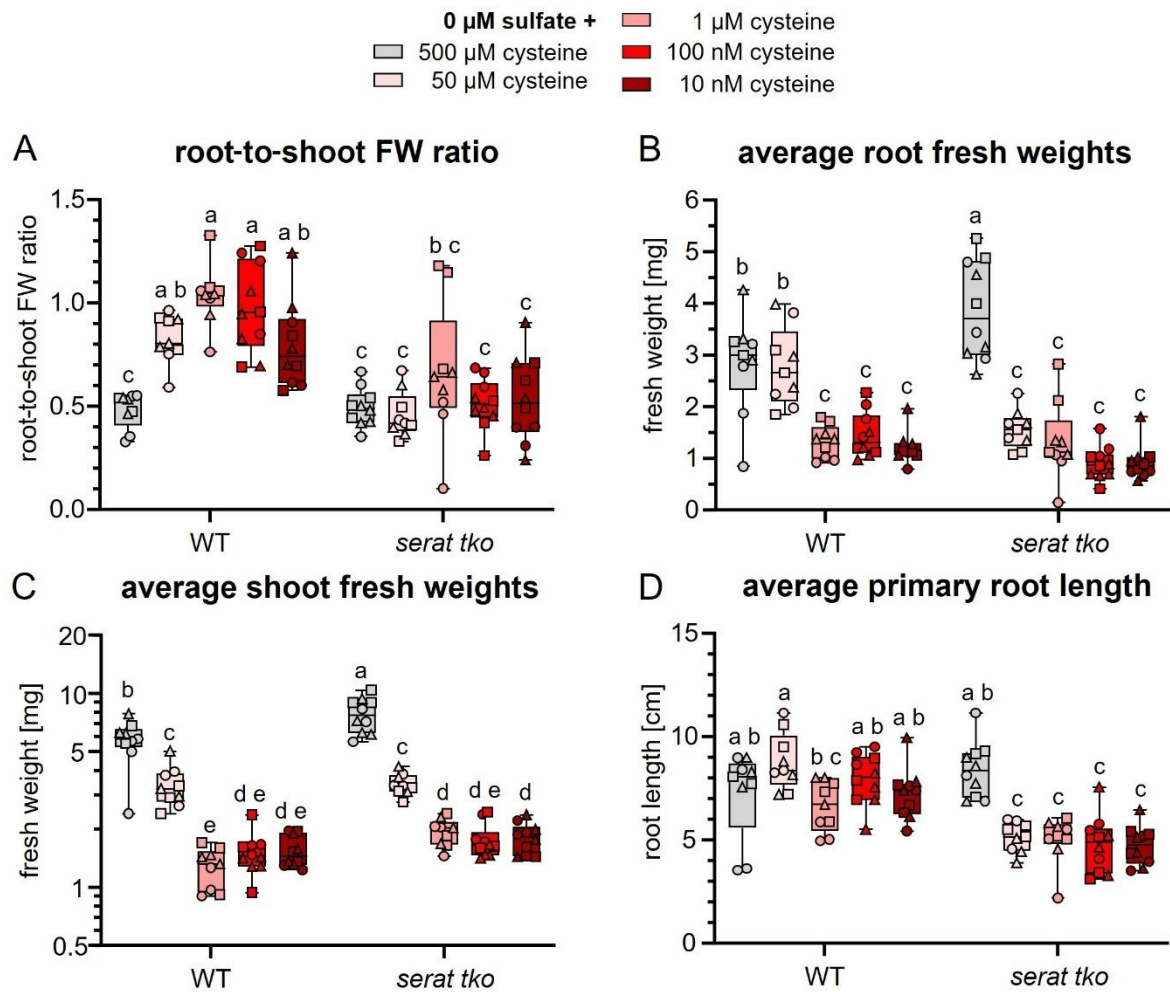 0 µM sulfate +
500 µM cysteine
50 µM cysteine
1 µM cysteine
100 nM cysteine
10 nM cysteine
A root-to-shoot FW ratio
root-to-shoot FW ratio
1.5
1.0
0.5
0.0
c
a b
a
a
a b
c
c
b c
c
c
WT
serat tko
B average root fresh weights
fresh weight [mg]
6
5
4
3
2
1
0
b
b
c
c
c
a
c
c
c
c
WT
serat tko
C average shoot fresh weights
fresh weight [mg]
20
10
5
1
0.5
b
c
e
d e
d e
a
c
d
d e
d
WT
serat tko
D average primary root length
root length [cm]
15
10
5
0
a b
a
b c
a b
a b
a b
c
c
c
c
WT
serat tko